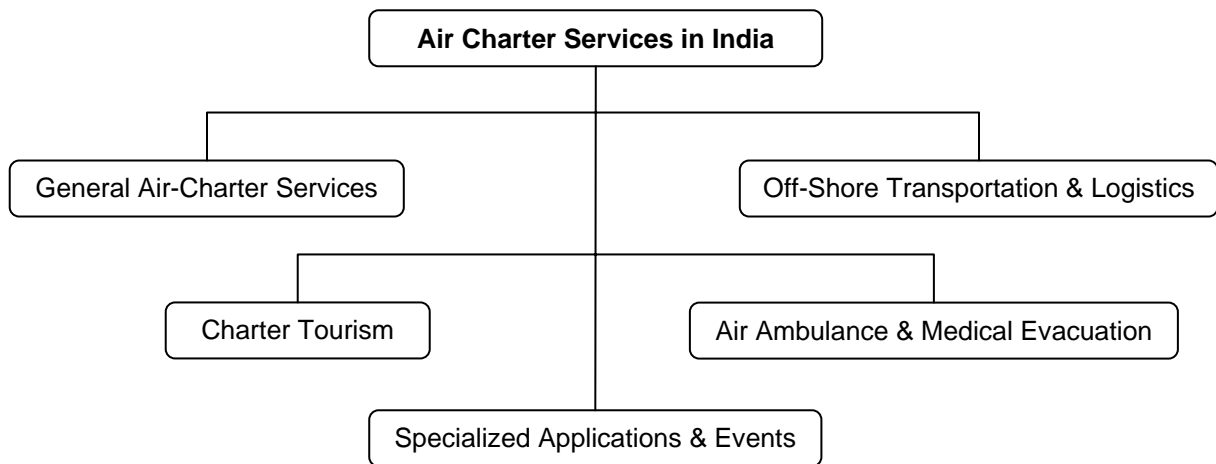 Air Charter Services in India
General Air-Charter Services
Off-Shore Transportation & Logistics
Charter Tourism
Air Ambulance & Medical Evacuation
Specialized Applications & Events